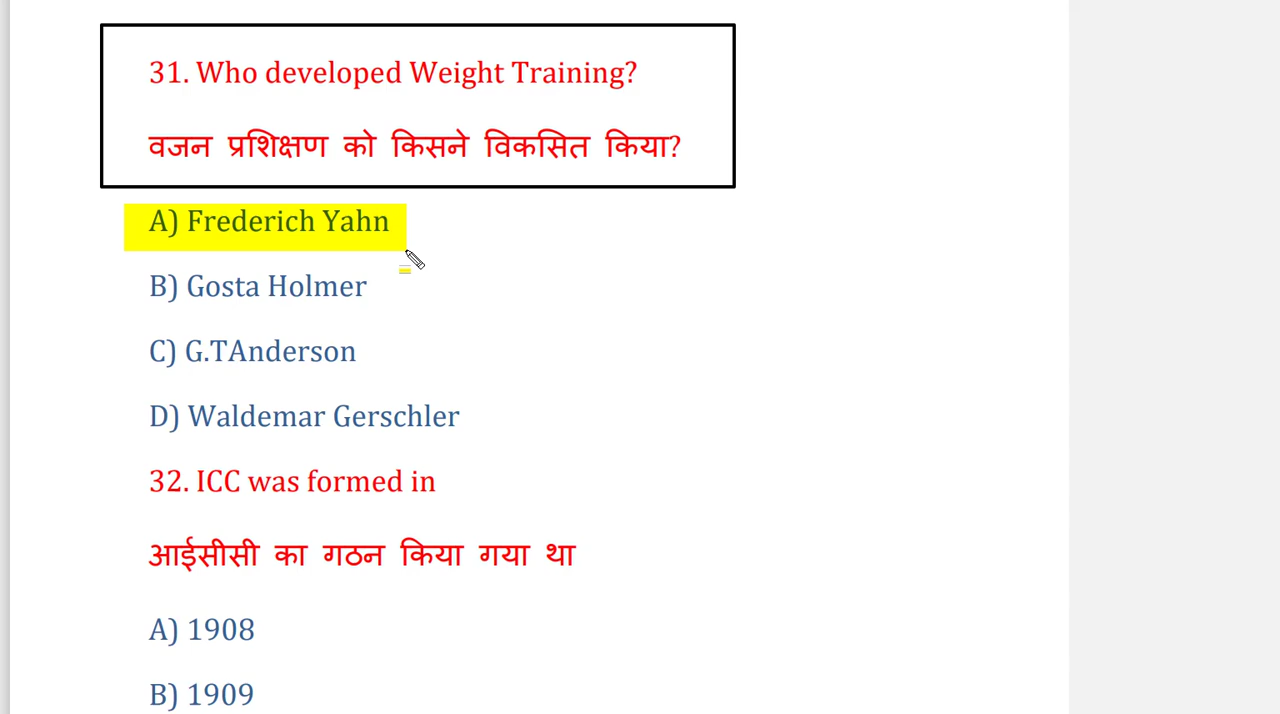 31. Who developed Weight Training?
वजन प्रशिक्षण को किसने विकसित किया?
A) Frederich Yahn
B) Gosta Holmer
C) G.TAnderson
D) Waldemar Gerschler
32. ICC was formed in
आईसीसी का गठन किया गया था
A) 1908
B) 1909